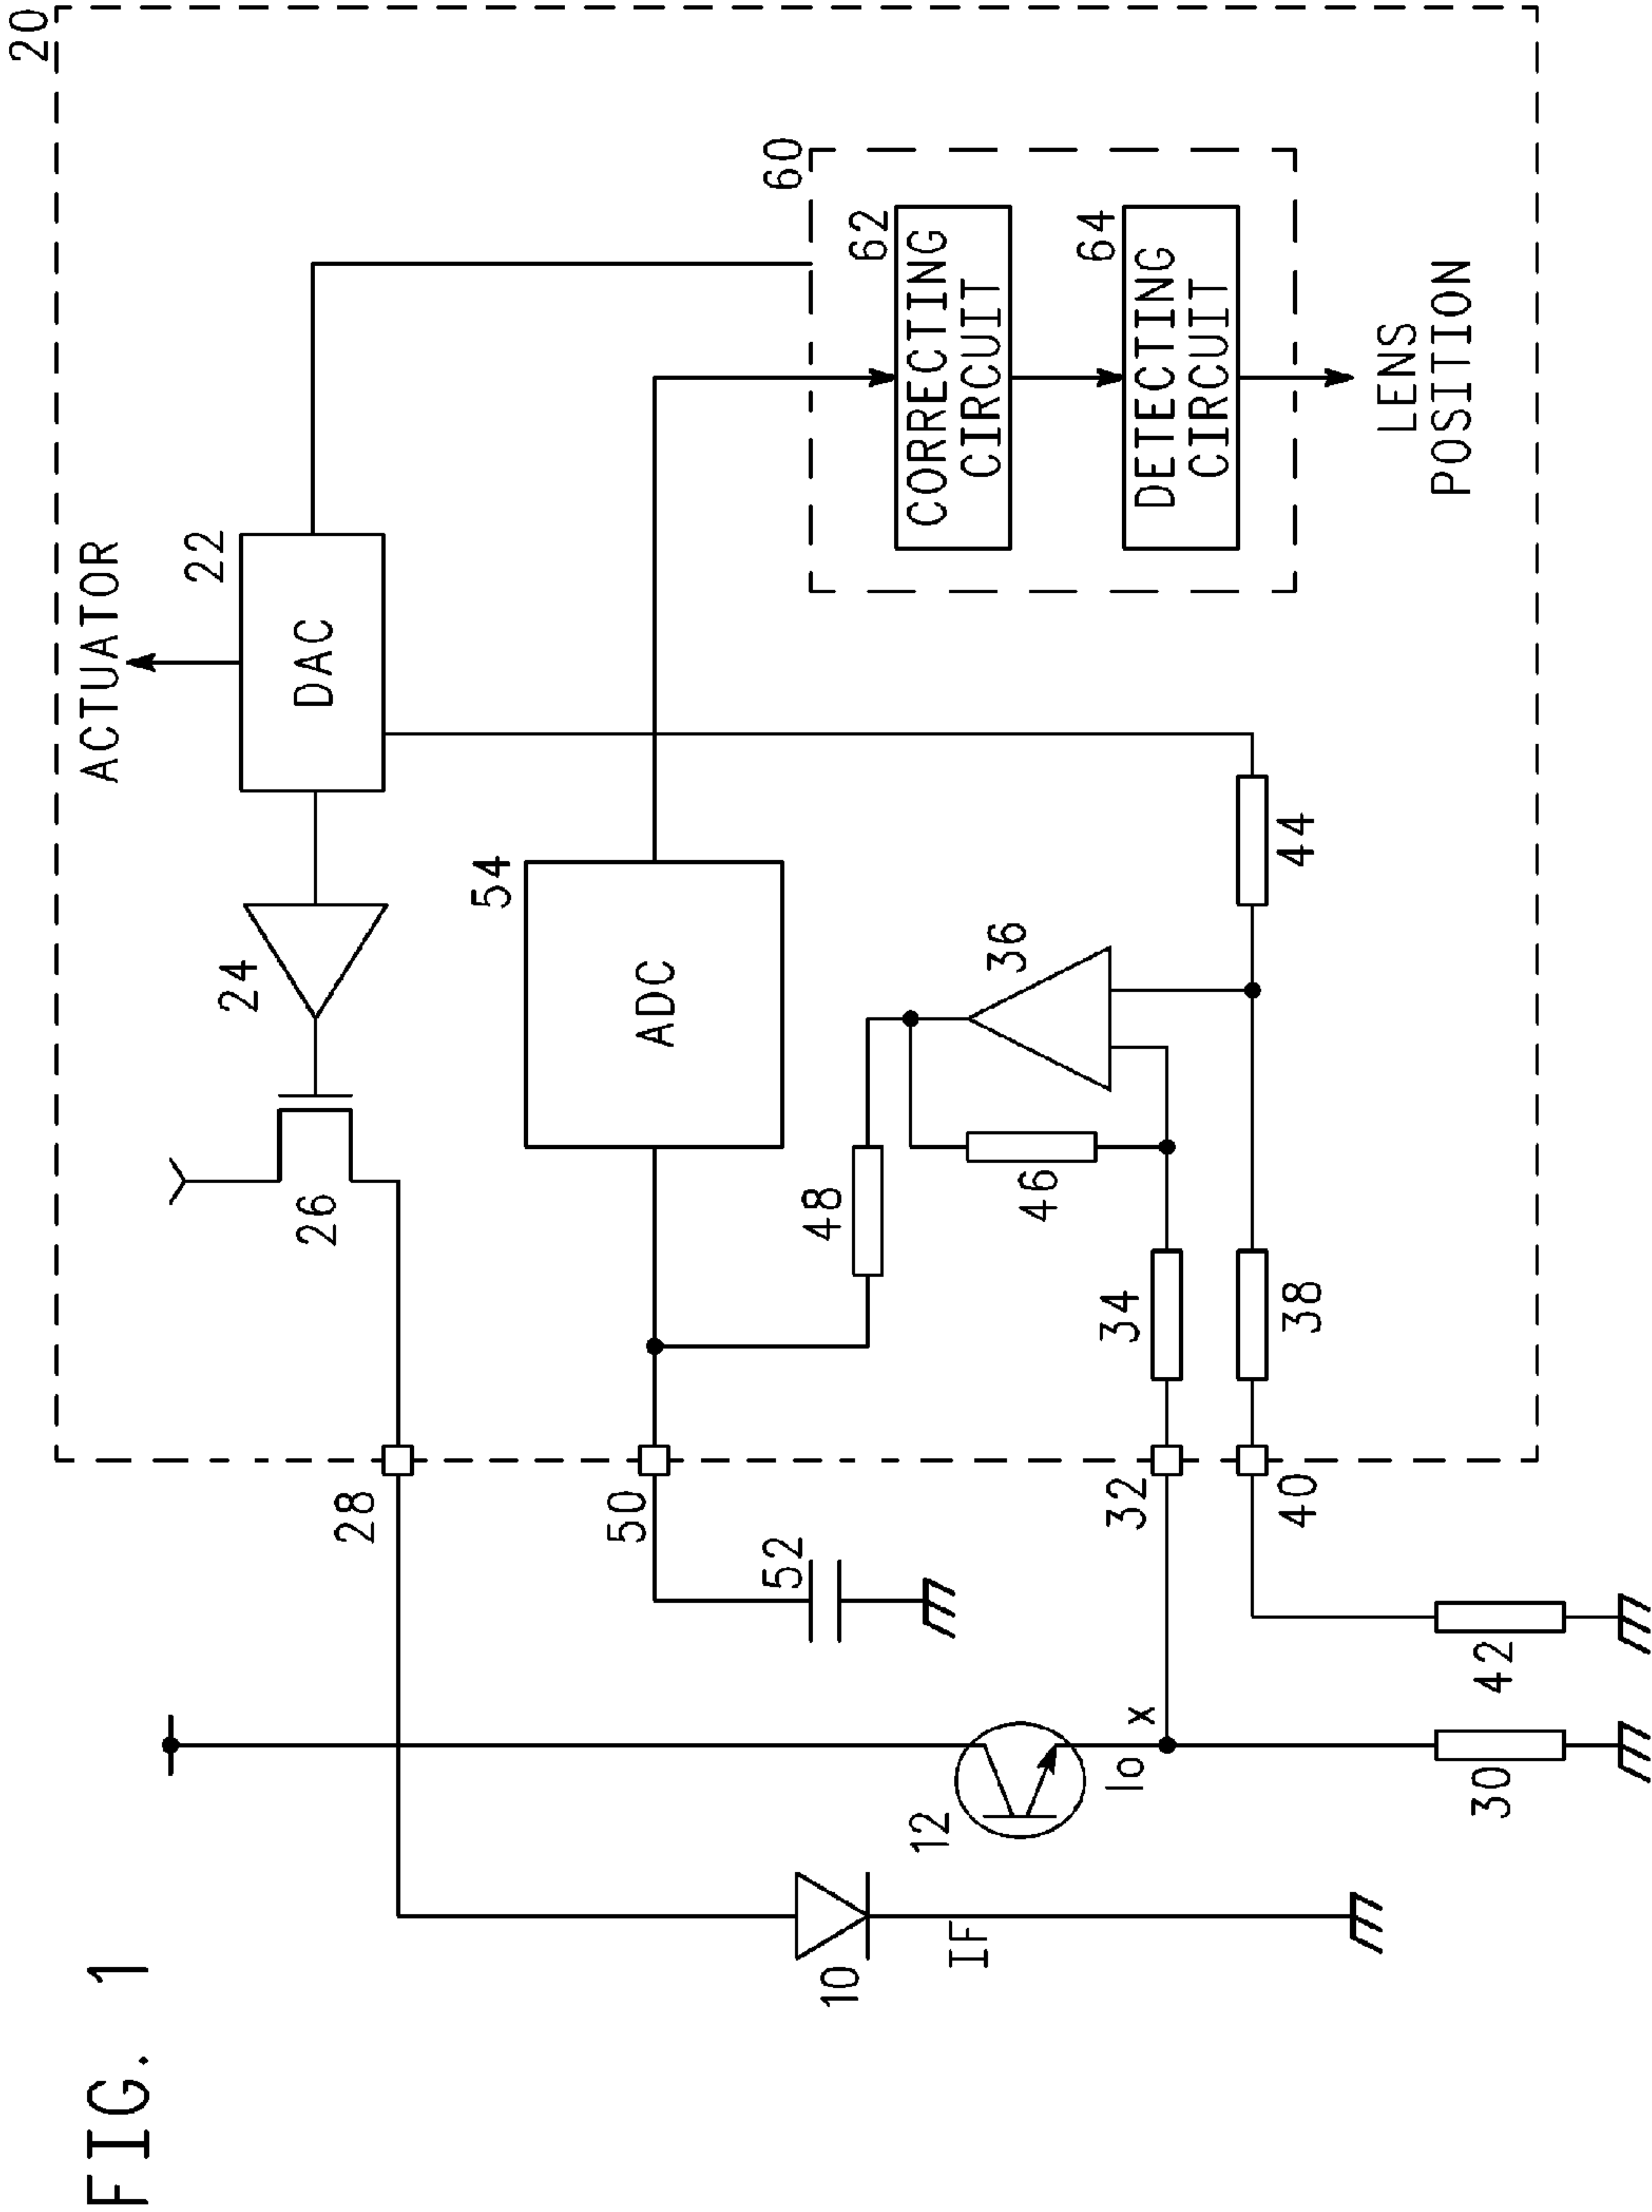 FIG. 1
20
ACTUATOR
22
DAC
24
26
28
54
ADC
50
52
48
46
36
34
32
38
40
44
42
30
12
Io
x
10
IF
60
62
CORRECTING
CIRCUIT
64
DETECTING
CIRCUIT
LENS
POSITION